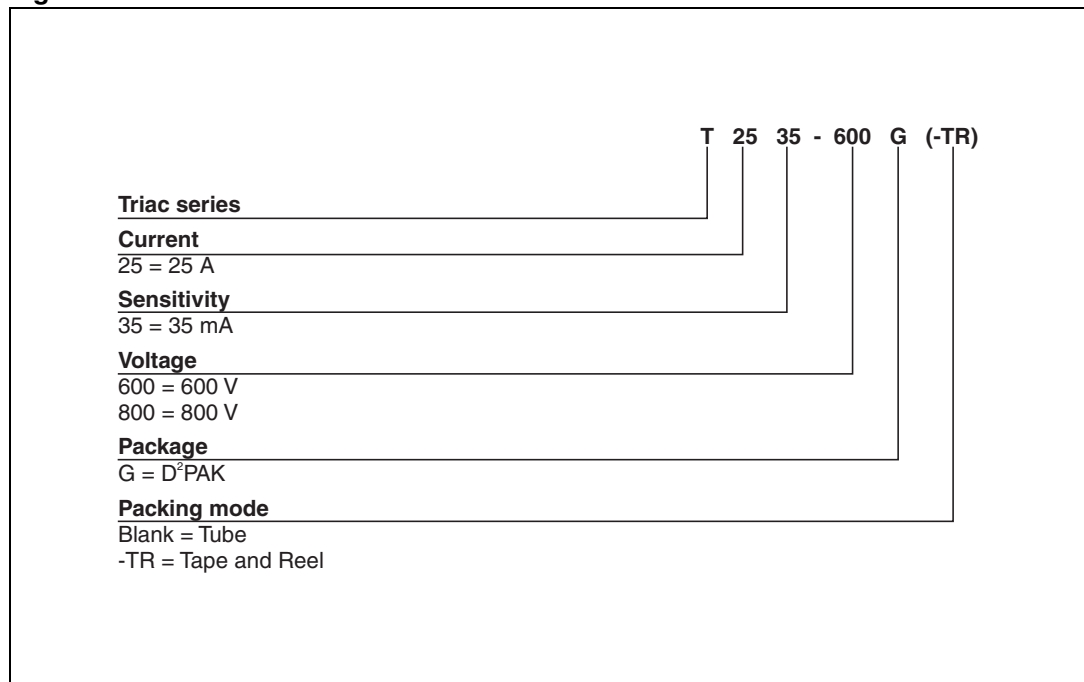 T 25 35 - 600 G (-TR)
Triac series
Current
25 = 25 A
Sensitivity
35 = 35 mA
Voltage
600 = 600 V
800 = 800 V
Package
G = D²PAK
Packing mode
Blank = Tube
-TR = Tape and Reel